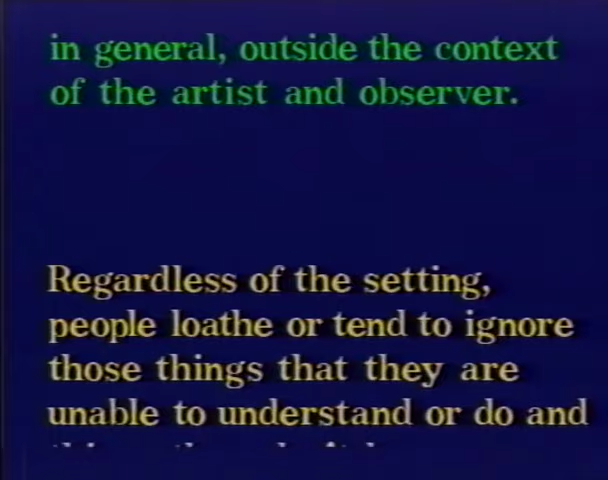 in general, outside the context
of the artist and observer.
Regardless of the setting,
people loathe or tend to ignore
those things that they are
unable to understand or do and